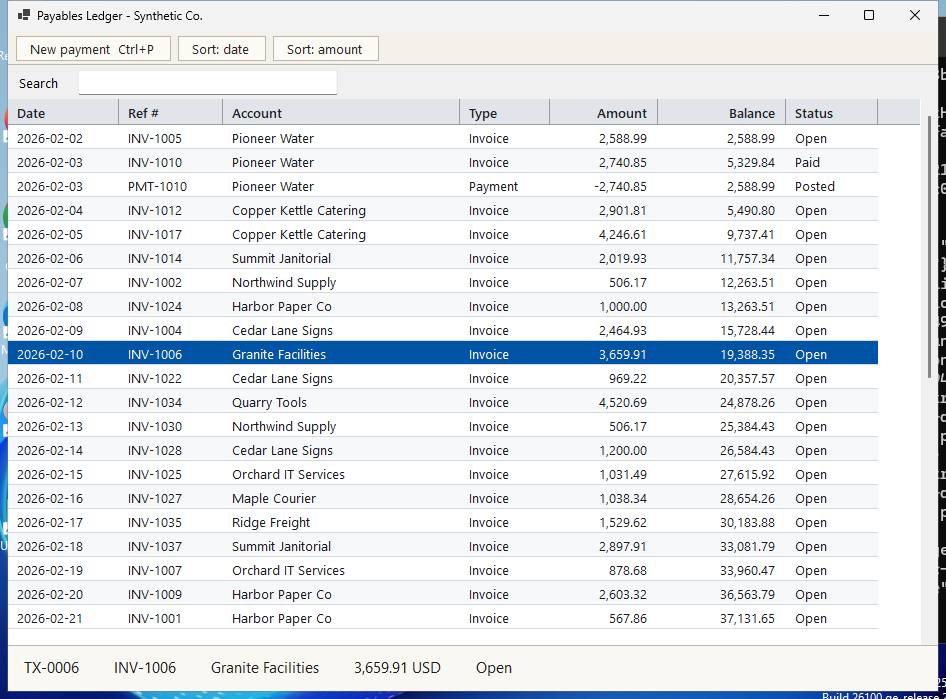 Payables Ledger - Synthetic Co.
New payment Ctrl+P Sort: date Sort: amount
Search
Date Ref # Account Type Amount Balance Status
2026-02-02 INV-1005 Pioneer Water Invoice 2,588.99 2,588.99 Open
2026-02-03 INV-1010 Pioneer Water Invoice 2,740.85 5,329.84 Paid
2026-02-03 PMT-1010 Pioneer Water Payment -2,740.85 2,588.99 Posted
2026-02-04 INV-1012 Copper Kettle Catering Invoice 2,901.81 5,490.80 Open
2026-02-05 INV-1017 Copper Kettle Catering Invoice 4,246.61 9,737.41 Open
2026-02-06 INV-1014 Summit Janitorial Invoice 2,019.93 11,757.34 Open
2026-02-07 INV-1002 Northwind Supply Invoice 506.17 12,263.51 Open
2026-02-08 INV-1024 Harbor Paper Co Invoice 1,000.00 13,263.51 Open
2026-02-09 INV-1004 Cedar Lane Signs Invoice 2,464.93 15,728.44 Open
2026-02-10 INV-1006 Granite Facilities Invoice 3,659.91 19,388.35 Open
2026-02-11 INV-1022 Cedar Lane Signs Invoice 969.22 20,357.57 Open
2026-02-12 INV-1034 Quarry Tools Invoice 4,520.69 24,878.26 Open
2026-02-13 INV-1030 Northwind Supply Invoice 506.17 25,384.43 Open
2026-02-14 INV-1028 Cedar Lane Signs Invoice 1,200.00 26,584.43 Open
2026-02-15 INV-1025 Orchard IT Services Invoice 1,031.49 27,615.92 Open
2026-02-16 INV-1027 Maple Courier Invoice 1,038.34 28,654.26 Open
2026-02-17 INV-1035 Ridge Freight Invoice 1,529.62 30,183.88 Open
2026-02-18 INV-1037 Summit Janitorial Invoice 2,897.91 33,081.79 Open
2026-02-19 INV-1007 Orchard IT Services Invoice 878.68 33,960.47 Open
2026-02-20 INV-1009 Harbor Paper Co Invoice 2,603.32 36,563.79 Open
2026-02-21 INV-1001 Harbor Paper Co Invoice 567.86 37,131.65 Open
TX-0006 INV-1006 Granite Facilities 3,659.91 USD Open
Build 26100.ge_release